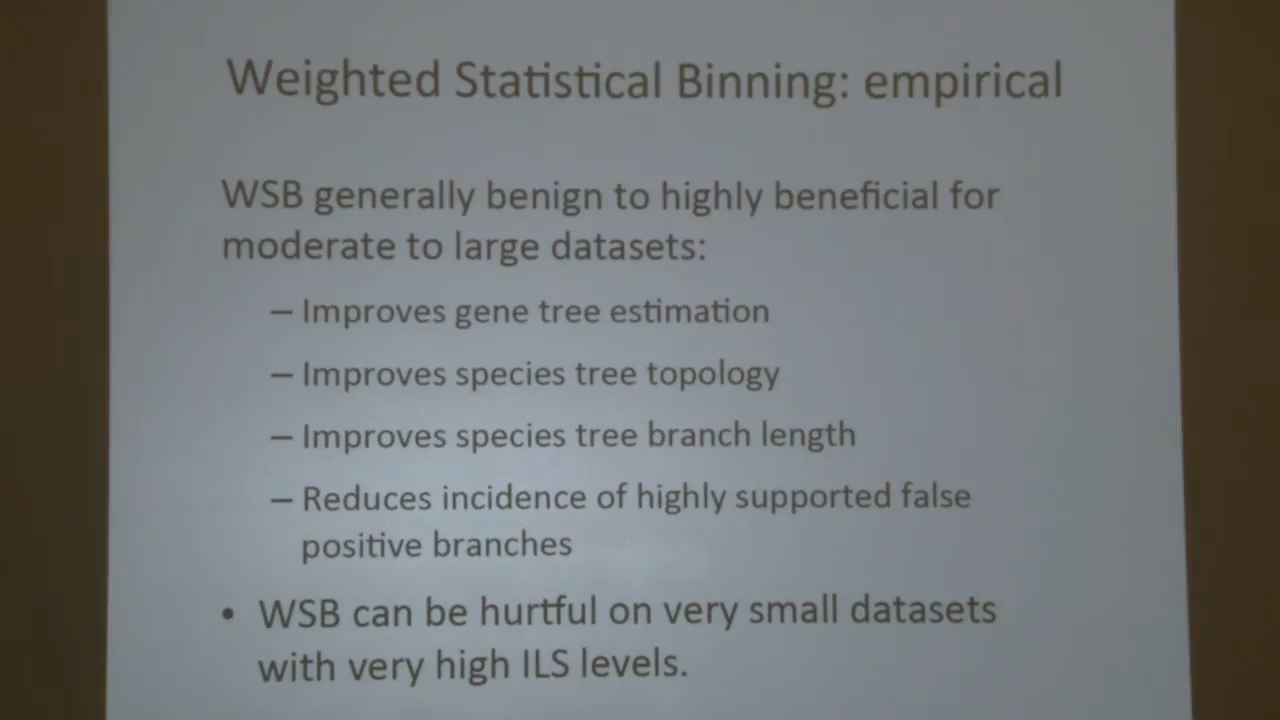 Weighted Statistical Binning: empirical
WSB generally benign to highly beneficial for
moderate to large datasets:
– Improves gene tree estimation
– Improves species tree topology
– Improves species tree branch length
– Reduces incidence of highly supported false
positive branches
• WSB can be hurtful on very small datasets
with very high ILS levels.